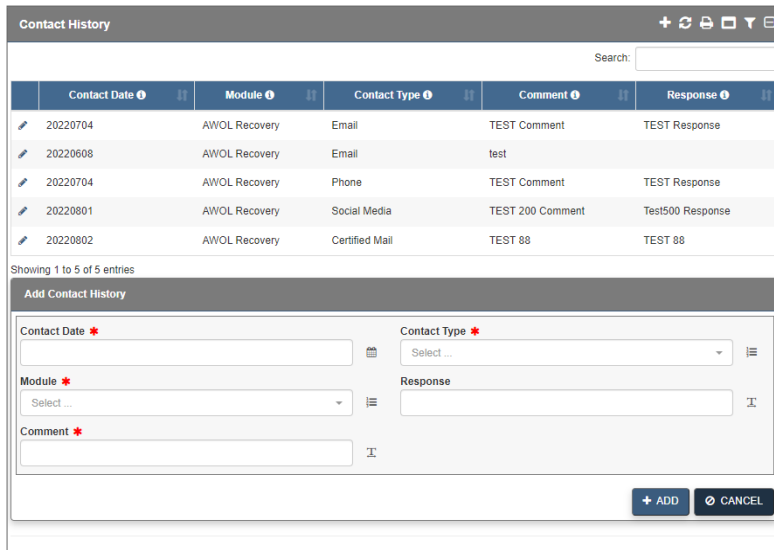 Contact History
Search:
Contact Date Module Contact Type Comment Response
20220704 AWOL Recovery Email TEST Comment TEST Response
20220608 AWOL Recovery Email test
20220704 AWOL Recovery Phone TEST Comment TEST Response
20220801 AWOL Recovery Social Media TEST 200 Comment Test500 Response
20220802 AWOL Recovery Certified Mail TEST 88 TEST 88
Showing 1 to 5 of 5 entries
Add Contact History
Contact Date * Contact Type *
Select ...
Module * Response
Select ...
Comment *
+ ADD CANCEL